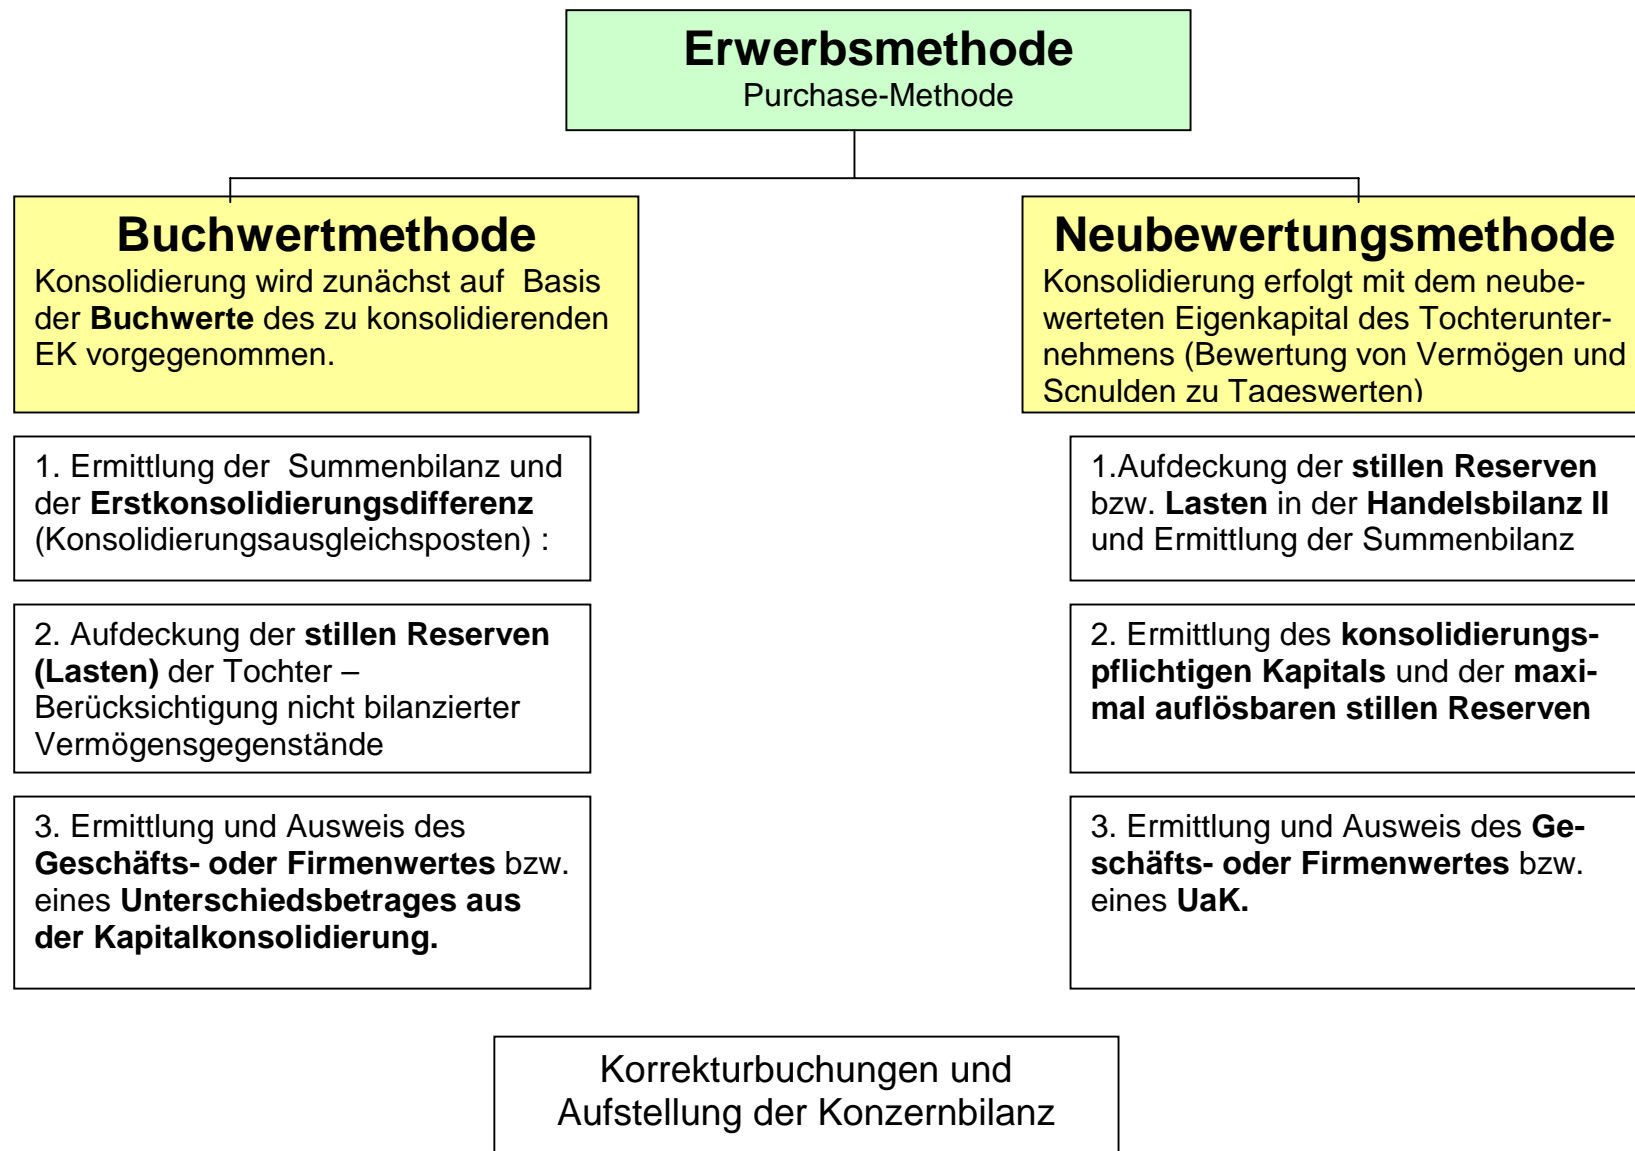 Erwerbsmethode
Purchase-Methode
Buchwertmethode
Konsolidierung wird zunächst auf Basis
der Buchwerte des zu konsolidierenden
EK vorgegenommen.
Neubewertungsmethode
Konsolidierung erfolgt mit dem neube-
werteten Eigenkapital des Tochterunter-
nehmens (Bewertung von Vermögen und
Scnulden zu Tageswerten)
1. Ermittlung der Summenbilanz und
der Erstkonsolidierungsdifferenz
(Konsolidierungsausgleichsposten) :
2. Aufdeckung der stillen Reserven
(Lasten) der Tochter –
Berücksichtigung nicht bilanzierter
Vermögensgegenstände
3. Ermittlung und Ausweis des
Geschäfts- oder Firmenwertes bzw.
eines Unterschiedsbetrages aus
der Kapitalkonsolidierung.
1.Aufdeckung der stillen Reserven
bzw. Lasten in der Handelsbilanz II
und Ermittlung der Summenbilanz
2. Ermittlung des konsolidierungs-
pflichtigen Kapitals und der maxi-
mal auflösbaren stillen Reserven
3. Ermittlung und Ausweis des Ge-
schäfts- oder Firmenwertes bzw.
eines UaK.
Korrekturbuchungen und
Aufstellung der Konzernbilanz